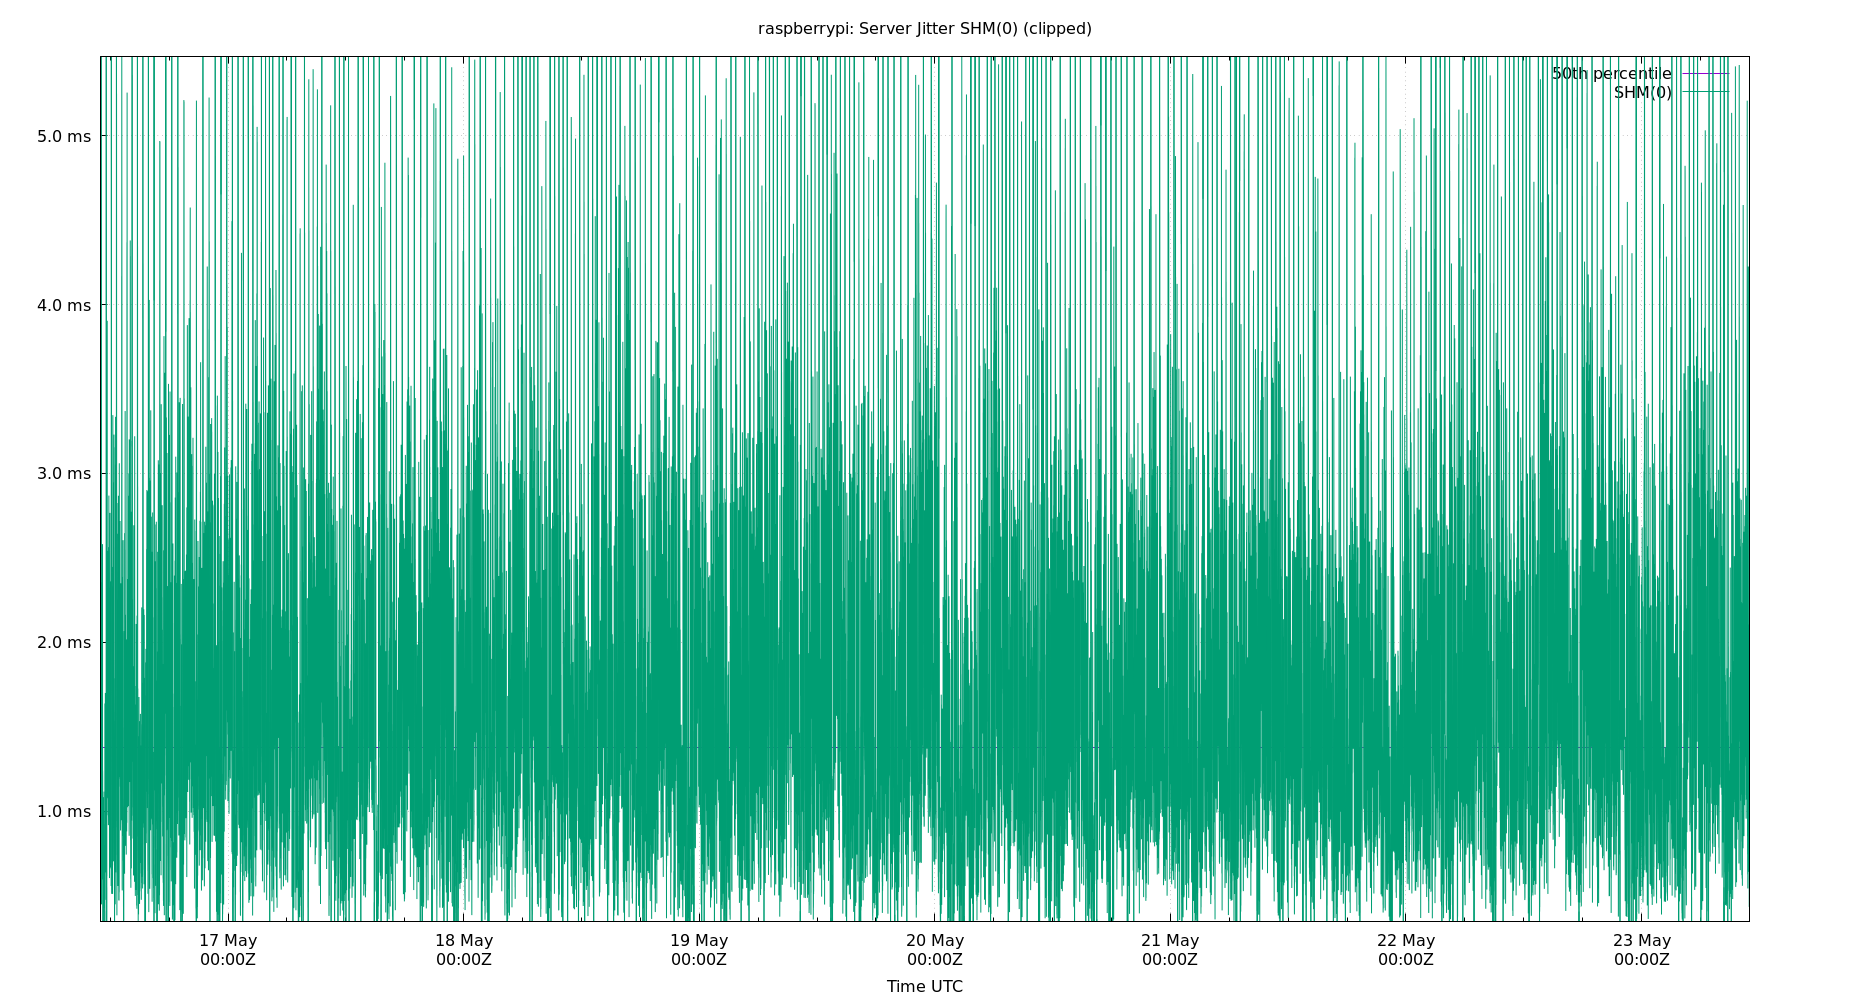 raspberrypi: Server Jitter SHM(0) (clipped)
50th percentile
SHM(0)
5.0 ms
4.0 ms
3.0 ms
2.0 ms
1.0 ms
17 May 18 May 19 May 20 May 21 May 22 May 23 May
00:00Z 00:00Z 00:00Z 00:00Z 00:00Z 00:00Z 00:00Z
Time UTC